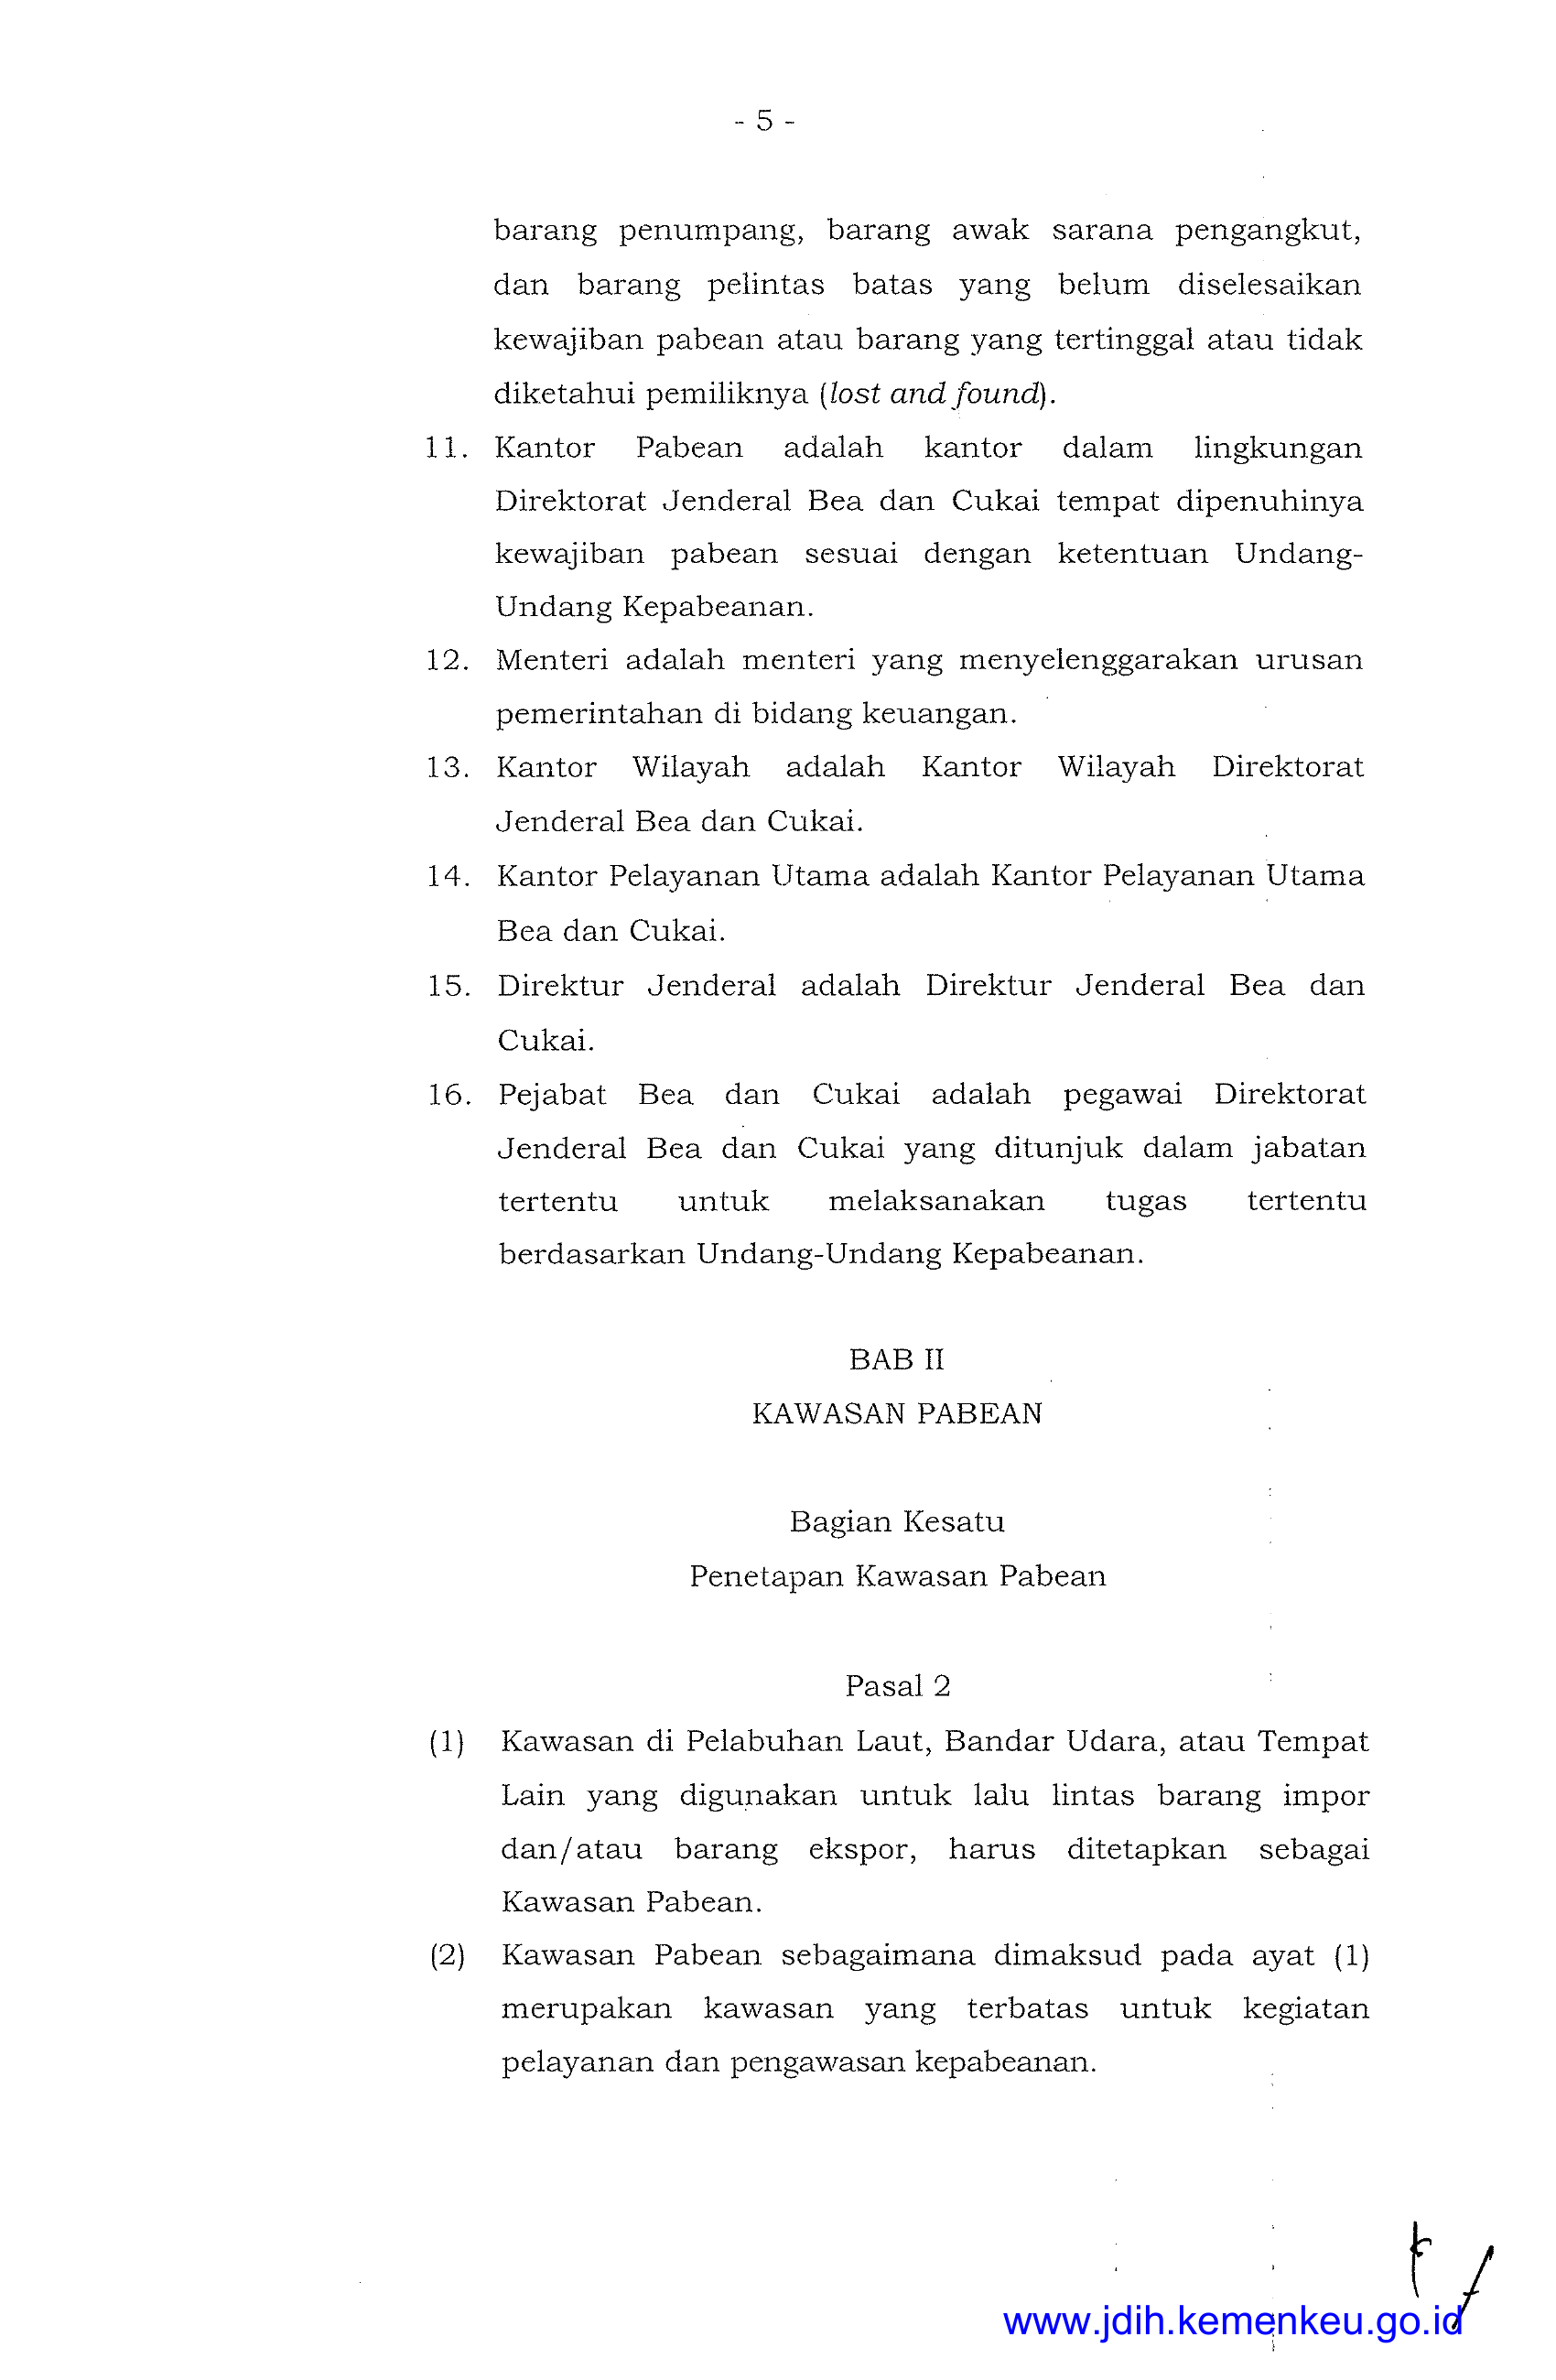 - 5 -
barang penumpang, barang awak sarana pengangkut,
dan barang pelintas batas yang belum diselesaikan
kewajiban pabean atau barang yang tertinggal atau tidak
diketahui pemiliknya (lost and found).
11. Kantor Pabean adalah kantor dalam lingkungan
Direktorat Jenderal Bea dan Cukai tempat dipenuhinya
kewajiban pabean sesuai dengan ketentuan Undang-
Undang Kepabeanan.
12. Menteri adalah menteri yang menyelenggarakan urusan
pemerintahan di bidang keuangan.
13. Kantor Wilayah adalah Kantor Wilayah Direktorat
Jenderal Bea dan Cukai.
14. Kantor Pelayanan Utama adalah Kantor Pelayanan Utama
Bea dan Cukai.
15. Direktur Jenderal adalah Direktur Jenderal Bea dan
Cukai.
16. Pejabat Bea dan Cukai adalah pegawai Direktorat
Jenderal Bea dan Cukai yang ditunjuk dalam jabatan
tertentu untuk melaksanakan tugas tertentu
berdasarkan Undang-Undang Kepabeanan.
BAB II
KAWASAN PABEAN
Bagian Kesatu
Penetapan Kawasan Pabean
Pasal 2
(1) Kawasan di Pelabuhan Laut, Bandar Udara, atau Tempat
Lain yang digunakan untuk lalu lintas barang impor
dan/atau barang ekspor, harus ditetapkan sebagai
Kawasan Pabean.
(2) Kawasan Pabean sebagaimana dimaksud pada ayat (1)
merupakan kawasan yang terbatas untuk kegiatan
pelayanan dan pengawasan kepabeanan.
www.jdih.kemenkeu.go.id